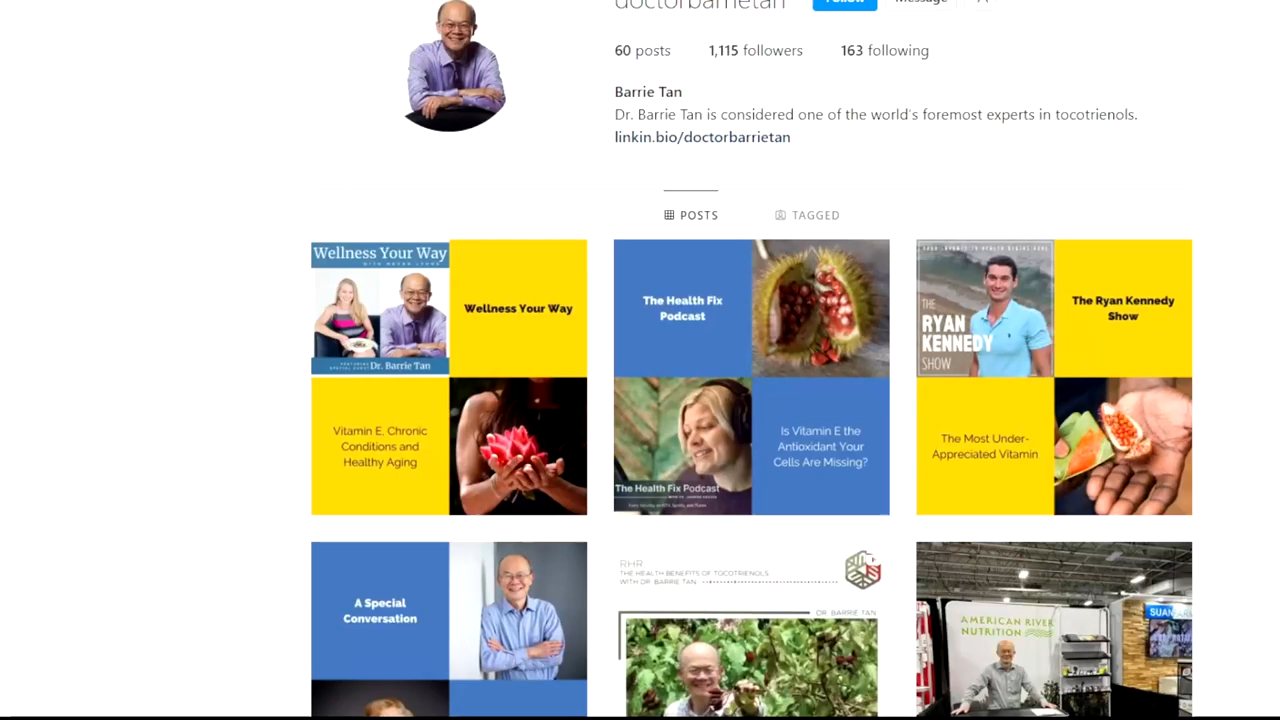 doctorbarrietan
Follow
Message
60 posts
1,115 followers
163 following
Barrie Tan
Dr. Barrie Tan is considered one of the world's foremost experts in tocotrienols.
linkin.bio/doctorbarrietan
POSTS
TAGGED
Wellness Your Way
Dr. Barrie Tan
Wellness Your Way
Vitamin E, Chronic
Conditions and
Healthy Aging
The Health Fix
Podcast
The Health Fix Podcast
Is Vitamin E the
Antioxidant Your
Cells Are Missing?
THE
RYAN
KENNEDY
SHOW
The Ryan Kennedy
Show
The Most Under-
Appreciated Vitamin
A Special
Conversation
RHR
THE HEALTH BENEFITS OF TOCOTRIENOLS
WITH DR. BARRIE TAN
DR. BARRIE TAN
AMERICAN RIVER
NUTRITION